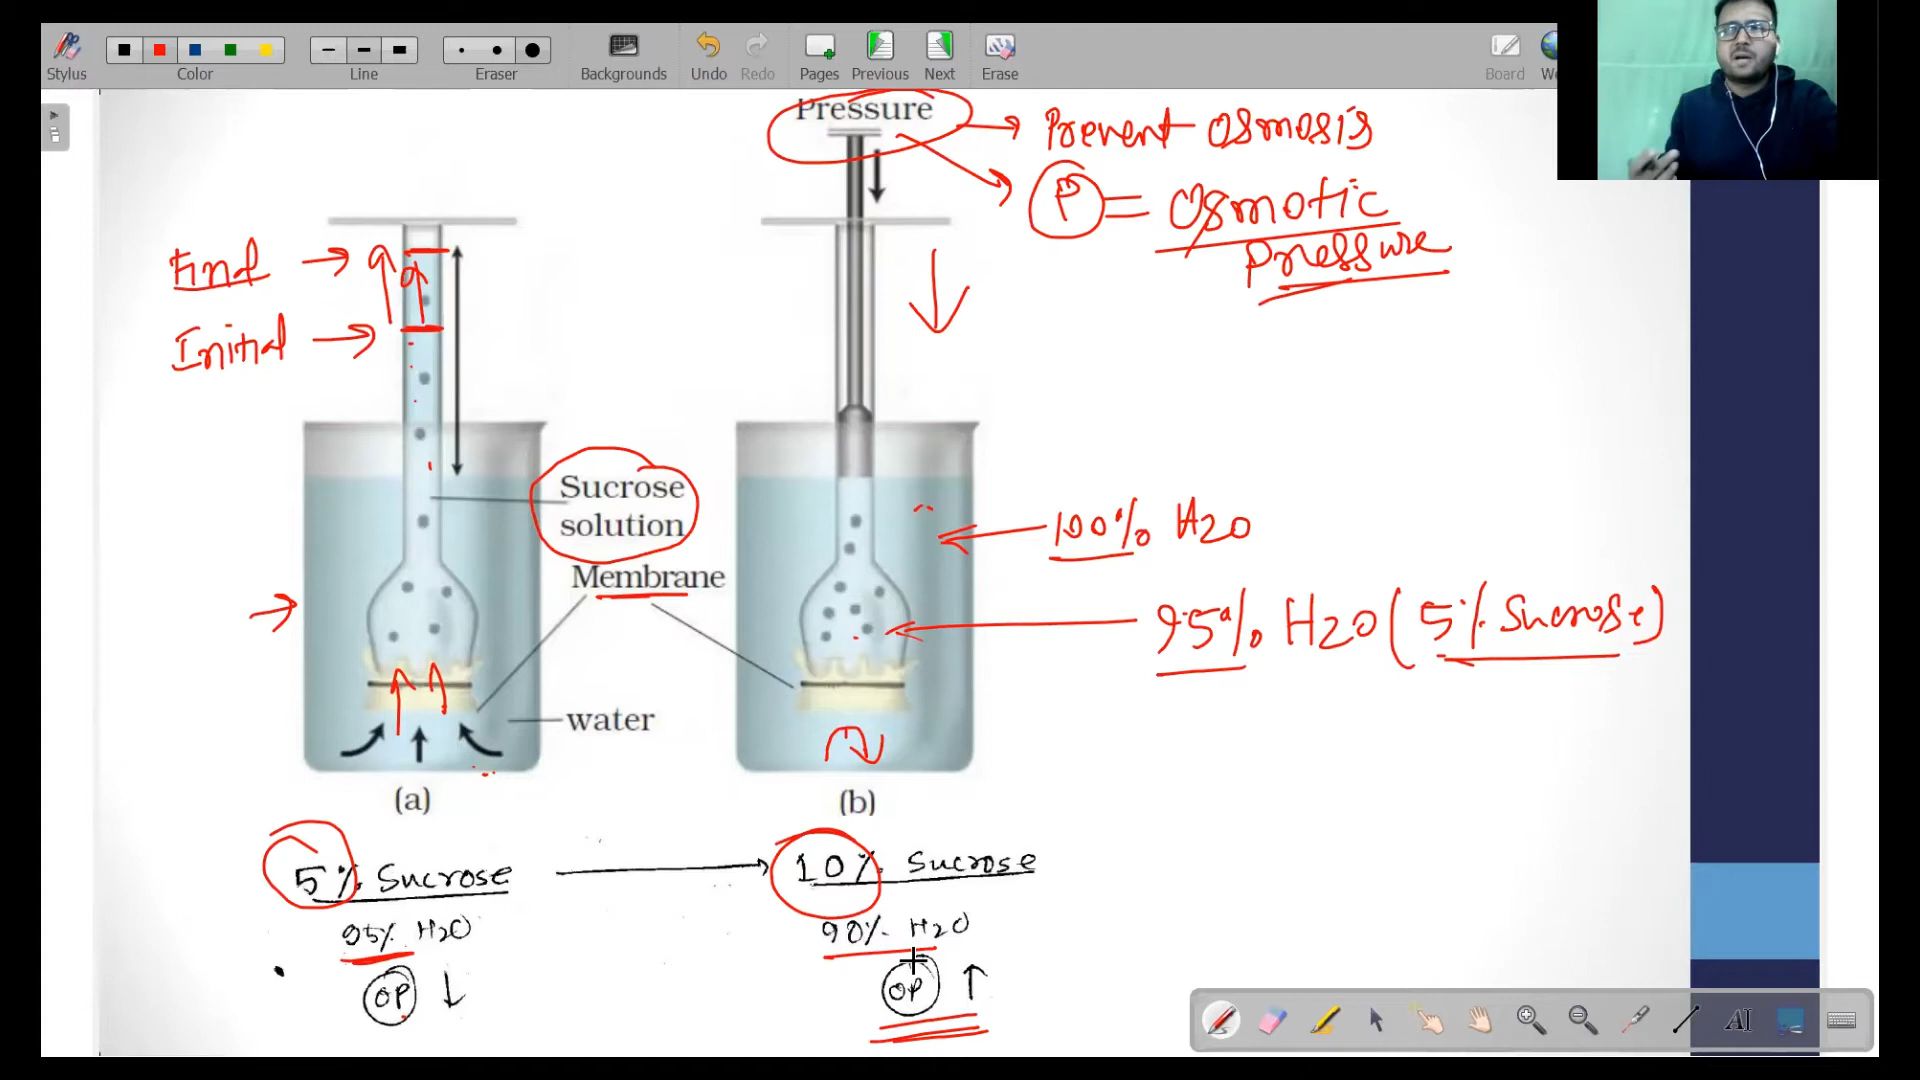 Stylus
Color
Line
Eraser
Backgrounds
Undo
Redo
Pages
Previous
Next
Erase
Board
Pressure
Prevent osmosis
P = Osmotic
Pressure
Final
Initial
Sucrose
solution
Membrane
water
100% H2O
95% H2O (5% Sucrose)
(a)
(b)
5% Sucrose
10% Sucrose
95% H2O
90% H2O
OP ↓
OP ↑